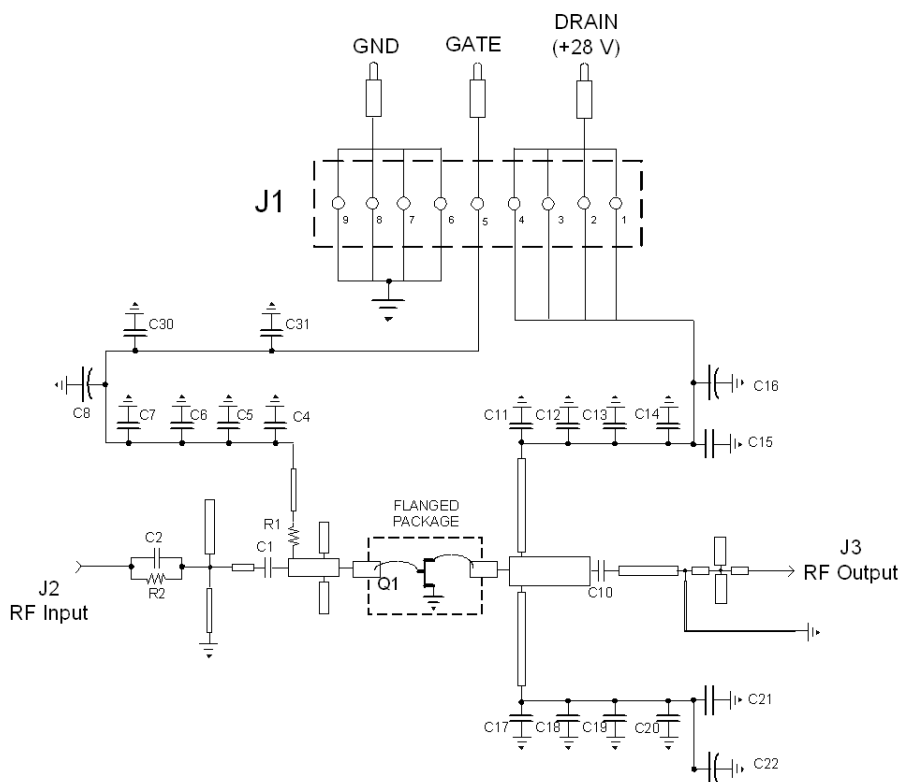 DRAIN
(+28 V)
GND
GATE
J1
9
8
7
6
5
4
3
2
1
C30
C31
C8
C16
C7
C6
C5
C4
C11
C12
C13
C14
C15
FLANGED
PACKAGE
R1
C2
C1
R2
Q1
C10
J2
RF Input
J3
RF Output
C17
C18
C19
C20
C21
C22